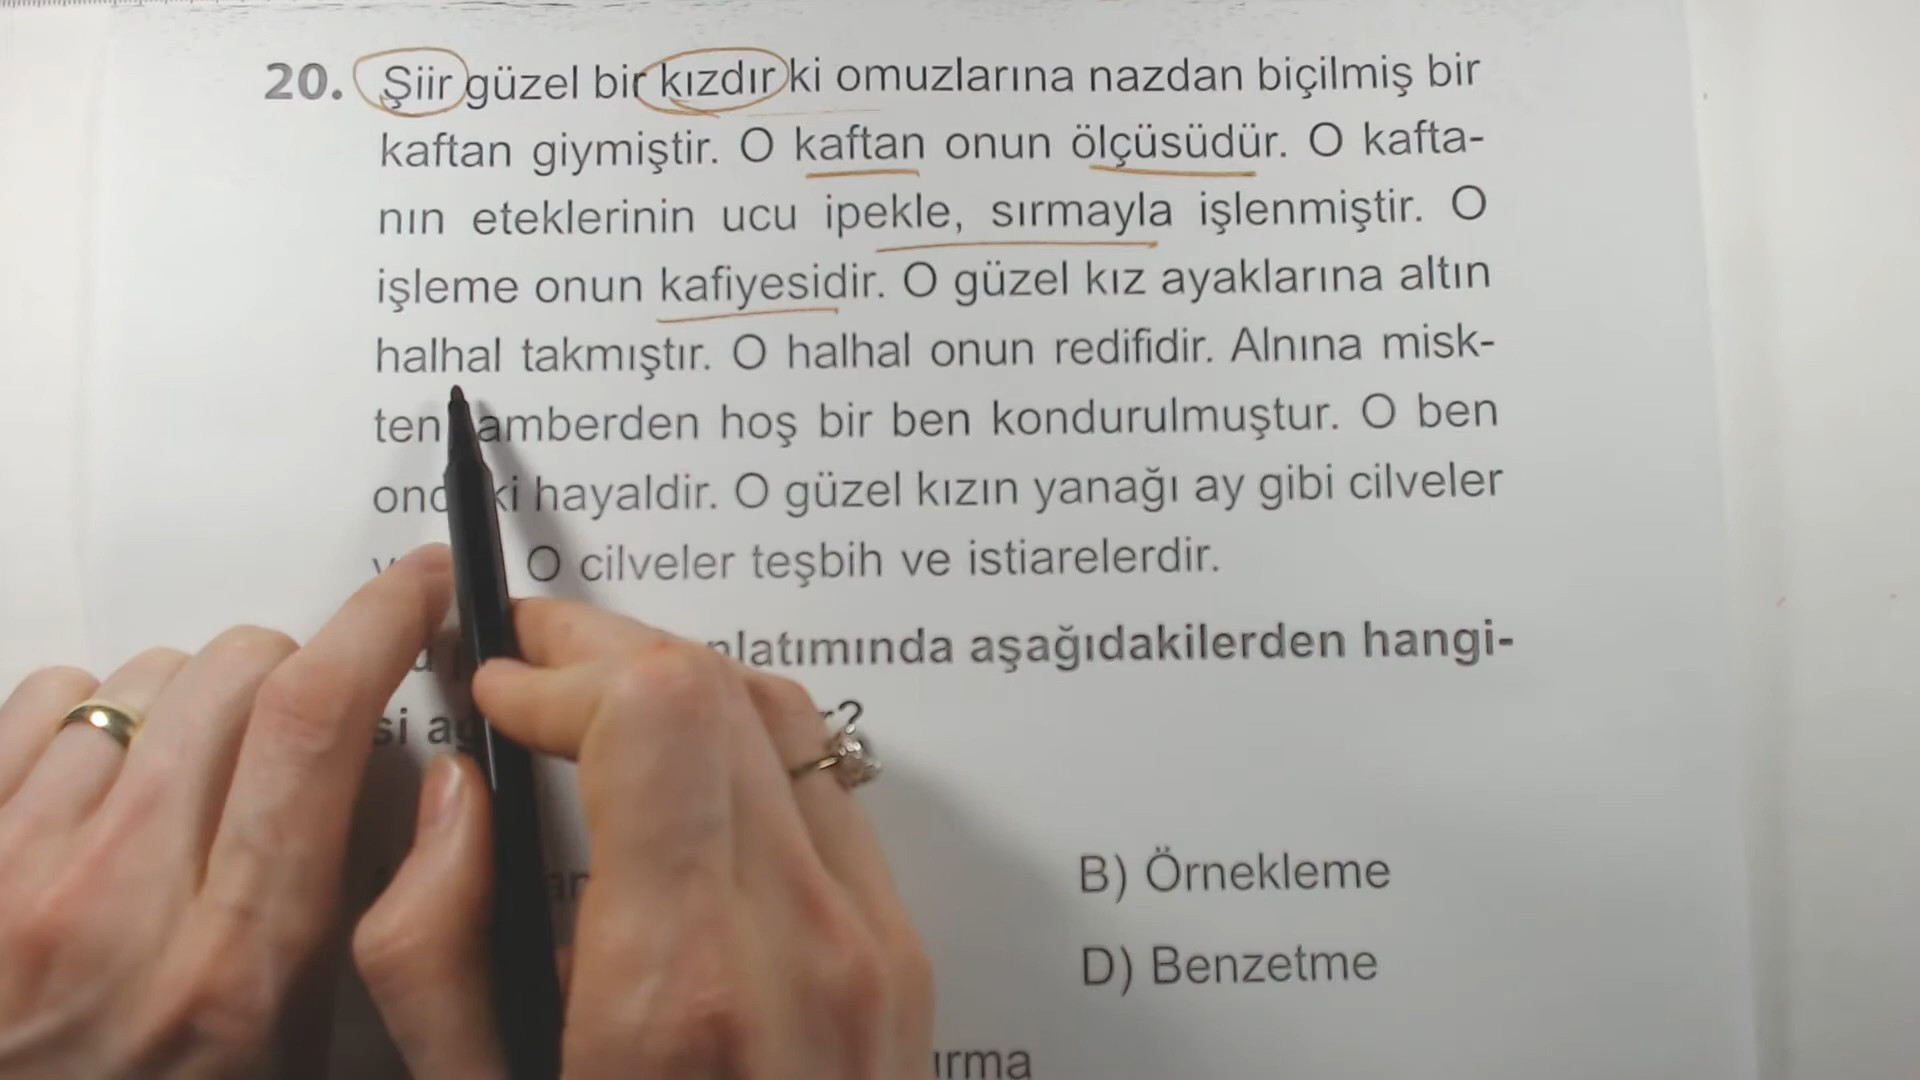 20. Şiir güzel bir kızdır ki omuzlarına nazdan biçilmiş bir
kaftan giymiştir. O kaftan onun ölçüsüdür. O kafta-
nın eteklerinin ucu ipekle, sırmayla işlenmiştir. O
işleme onun kafiyesidir. O güzel kız ayaklarına altın
halhal takmıştır. O halhal onun redifidir. Alnına misk-
ten amberden hoş bir ben kondurulmuştur. O ben
hayaldir. O güzel kızın yanağı ay gibi cilveler
O cilveler teşbih ve istiarelerdir.
aşağıdakilerden hangi-
si
B) Örnekleme
D) Benzetme